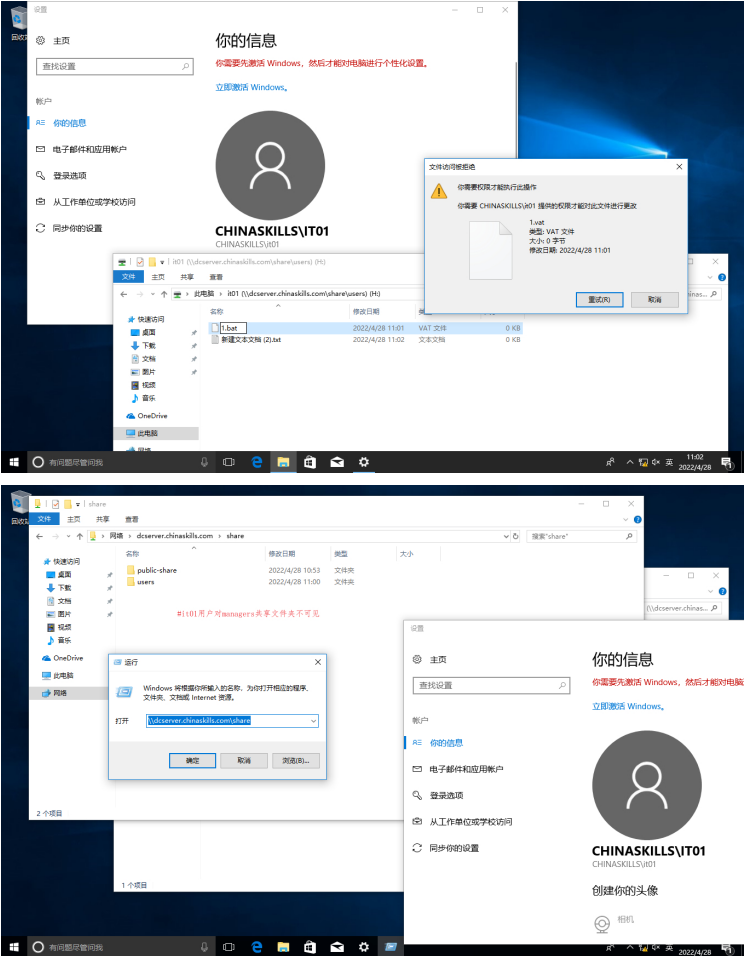 设置
回收站
主页
你的信息
你需要先激活 Windows，然后才能对电脑进行个性化设置。
查找设置
立即激活 Windows。
帐户
你的信息
电子邮件和应用帐户
登录选项
从工作单位或学校访问
同步你的设置
CHINASKILLS\IT01
CHINASKILLS\it01
文件访问被拒绝
你需要权限才能执行此操作
你需要 CHINASKILLS\it01 提供的权限才能对此文件进行更改
1.vat
类型: VAT 文件
大小: 0 字节
修改日期: 2022/4/28 11:01
重试(R)
取消
it01 (\\dcserver.chinaskills.com\share\users) (H:)
文件 主页 共享 查看
此电脑 › it01 (\\dcserver.chinaskills.com\share\users) (H:)
inas...
名称 修改日期
快速访问
1.bat 2022/4/28 11:01 VAT 文件 0 KB
桌面
新建文本文档 (2).txt 2022/4/28 11:02 文本文档 0 KB
下载
文档
图片
视频
音乐
OneDrive
此电脑
网络
有问题尽管问我
英
11:02
2022/4/28
share
文件 主页 共享 查看
回收站
网络 › dcserver.chinaskills.com › share
搜索"share"
名称 修改日期 类型 大小
快速访问
public-share 2022/4/28 10:53 文件夹
桌面
users 2022/4/28 11:00 文件夹
下载
文档
图片
视频
音乐
#it01用户对managers共享文件夹不可见
(\\dcserver.chinas...
OneDrive
此电脑
网络
2 个项目
运行
Windows 将根据你所输入的名称，为你打开相应的程序、
文件夹、文档或 Internet 资源。
打开
\\dcserver.chinaskills.com\share
确定
取消
浏览(B)...
1 个项目
设置
主页
你的信息
你需要先激活 Windows，然后才能对电脑
查找设置
立即激活 Windows。
帐户
你的信息
电子邮件和应用帐户
登录选项
从工作单位或学校访问
同步你的设置
CHINASKILLS\IT01
CHINASKILLS\it01
创建你的头像
相机
有问题尽管问我
英
2022/4/28